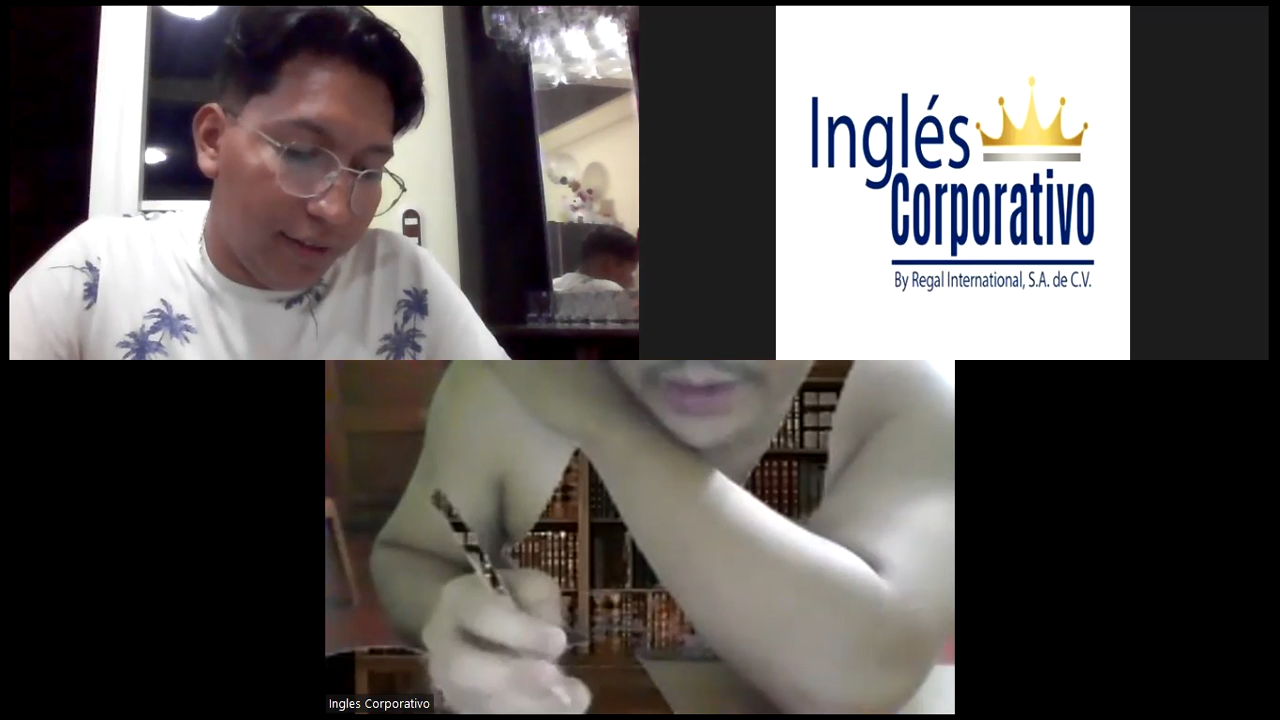 Inglés
Corporativo
By Regal International, S.A. de C.V.
Ingles Corporativo